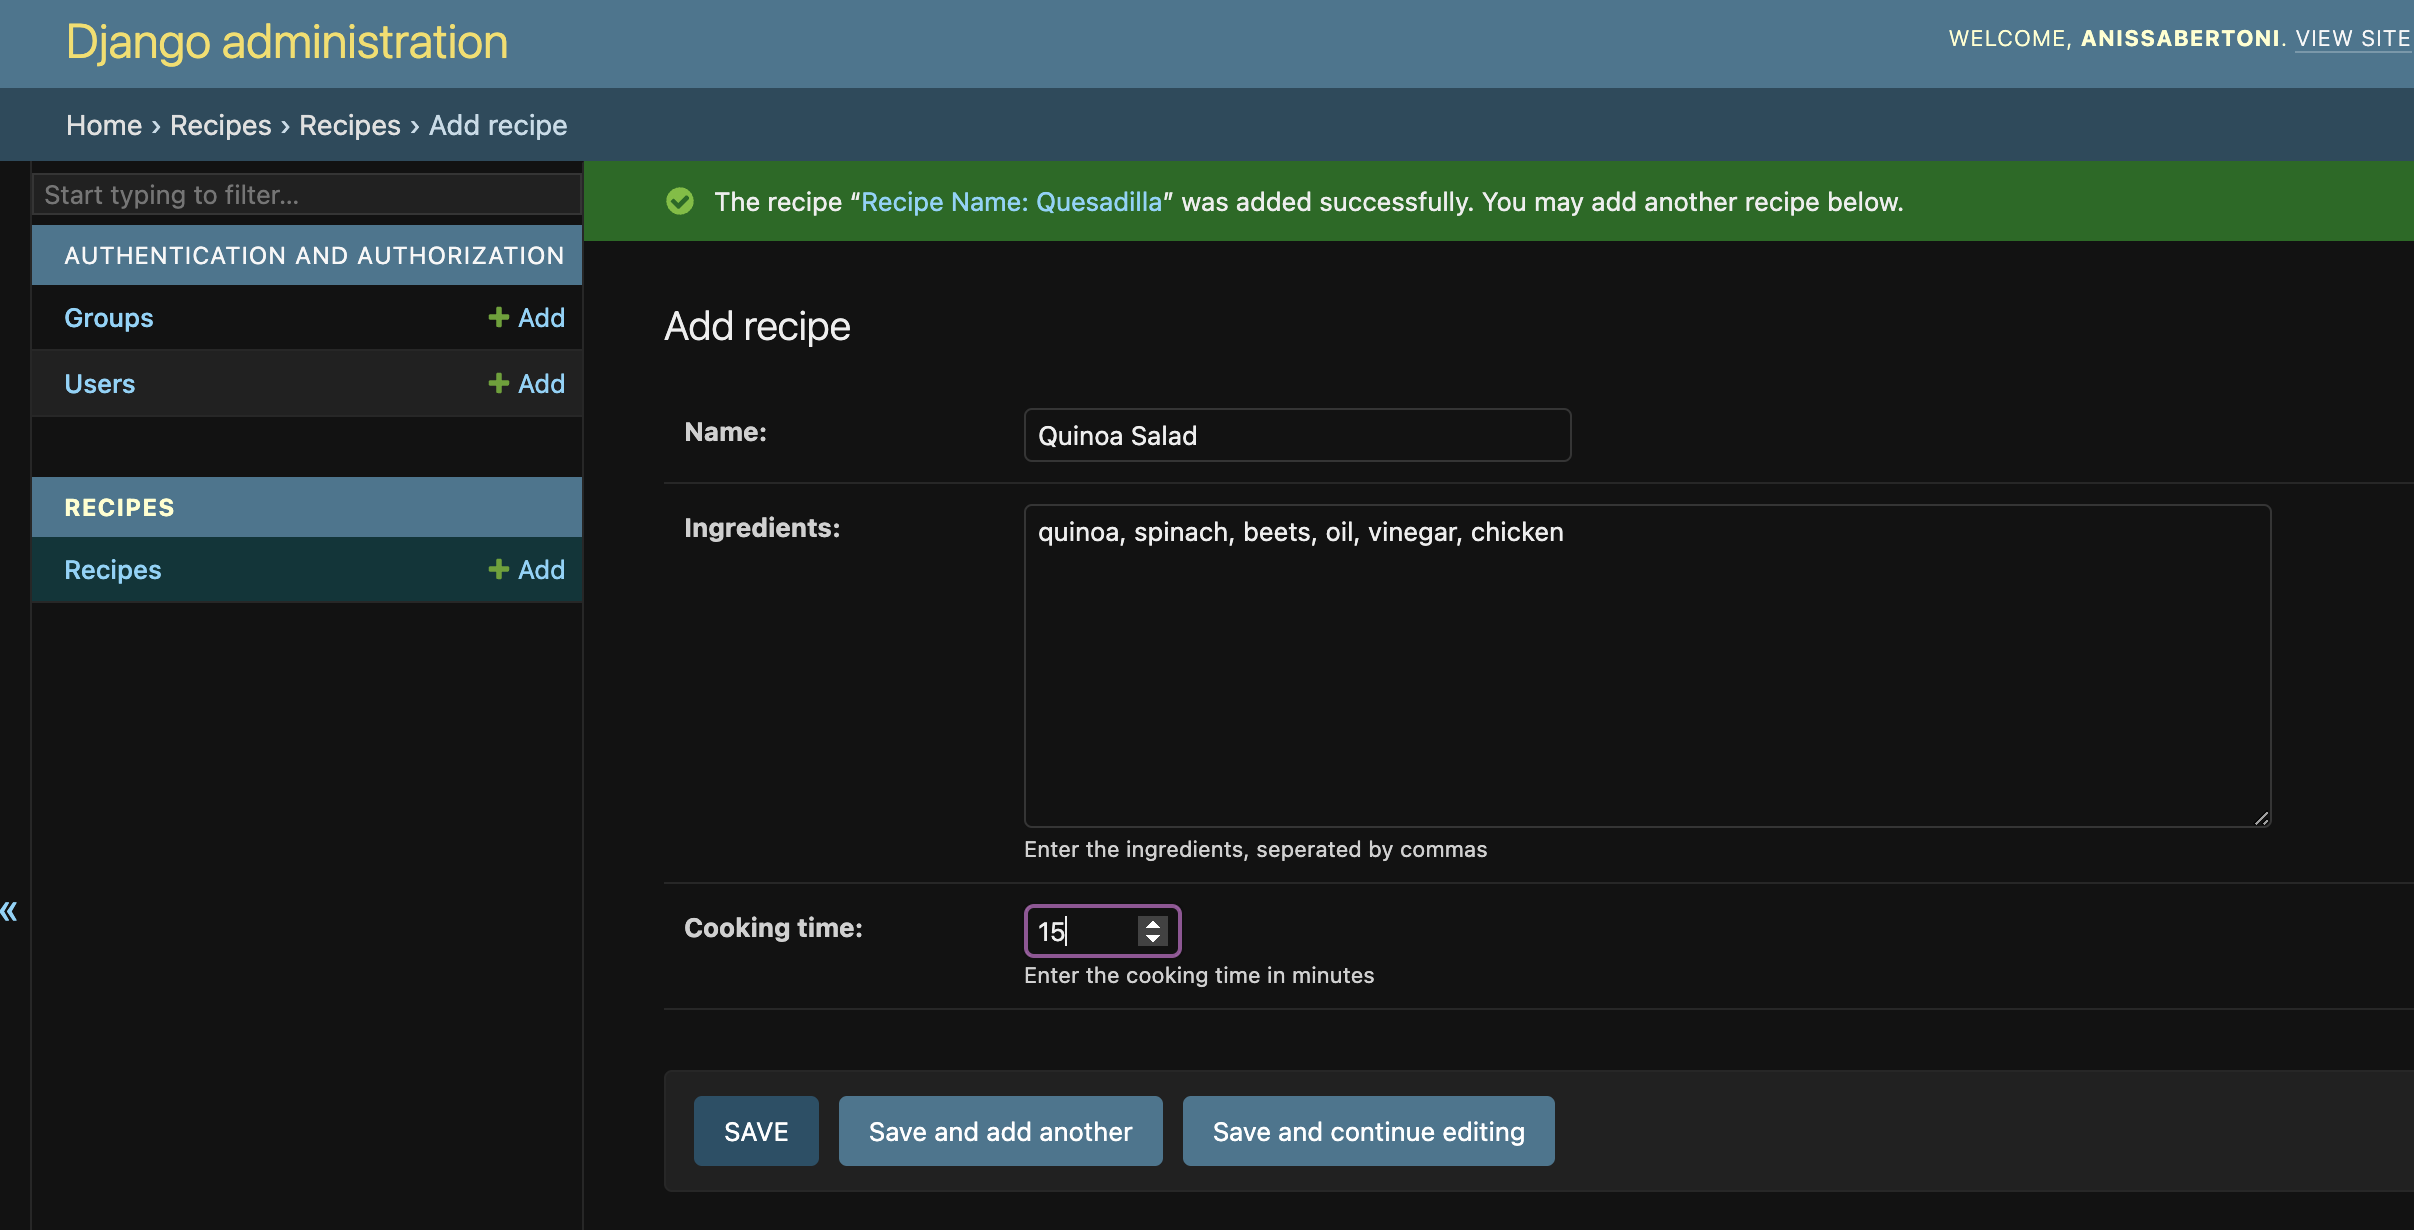 Django administration
WELCOME, ANISSABERTONI. VIEW SITE
Home › Recipes › Recipes › Add recipe
Start typing to filter...
AUTHENTICATION AND AUTHORIZATION
Groups + Add
Users + Add
RECIPES
Recipes + Add
«
The recipe “Recipe Name: Quesadilla” was added successfully. You may add another recipe below.
Add recipe
Name: Quinoa Salad
Ingredients: quinoa, spinach, beets, oil, vinegar, chicken
Enter the ingredients, seperated by commas
Cooking time: 15
Enter the cooking time in minutes
SAVE Save and add another Save and continue editing